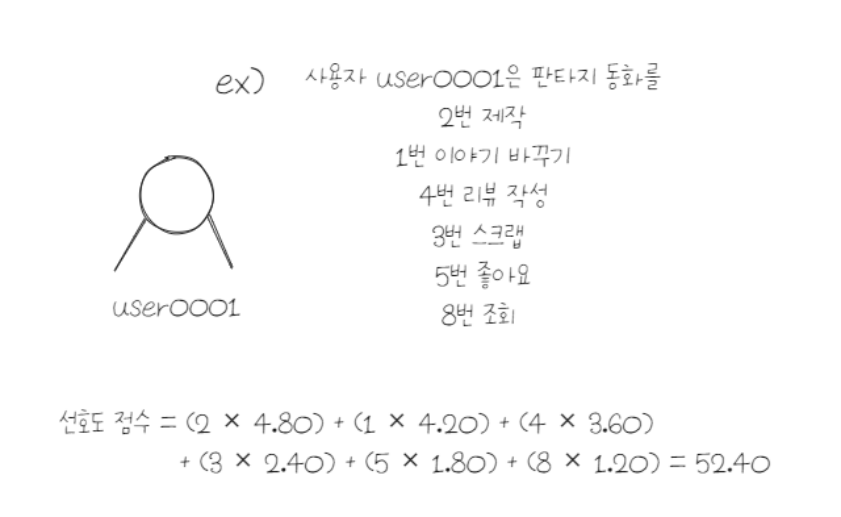 ex) 사용자 user0001은 판타지 동화를
2번 제작
1번 이야기 바꾸기
4번 리뷰 작성
3번 스크랩
5번 좋아요
8번 조회
user0001
선호도 점수 = (2 × 4.80) + (1 × 4.20) + (4 × 3.60)
+ (3 × 2.40) + (5 × 1.80) + (8 × 1.20) = 52.40